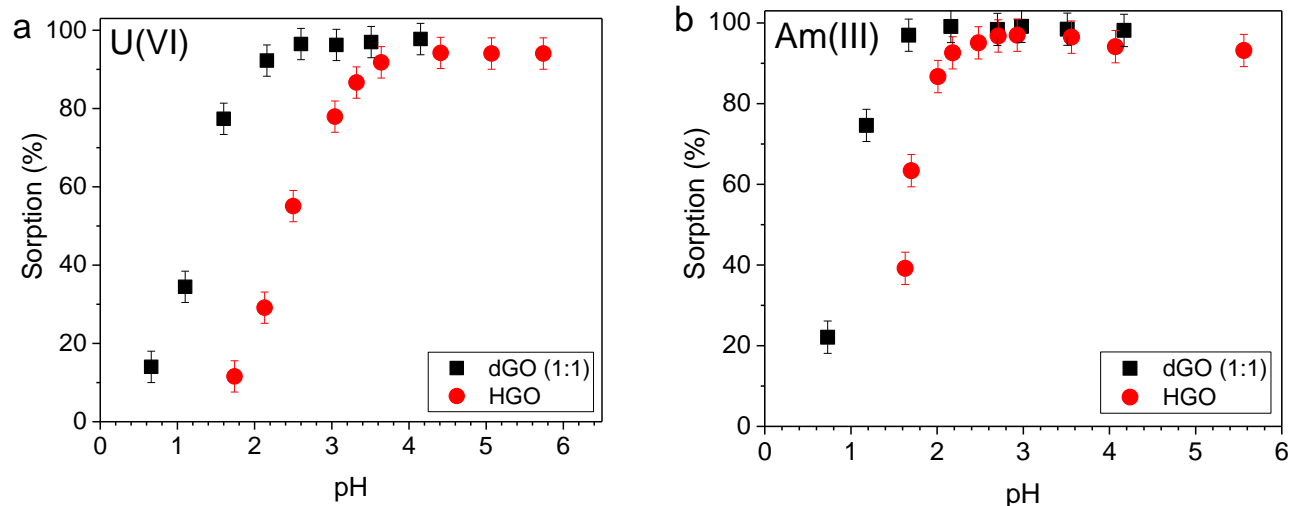 a
U(VI)
100
80
60
40
20
0
Sorption (%)
0 1 2 3 4 5 6
pH
dGO (1:1)
HGO
b
Am(III)
100
80
60
40
20
0
Sorption (%)
0 1 2 3 4 5 6
pH
dGO (1:1)
HGO